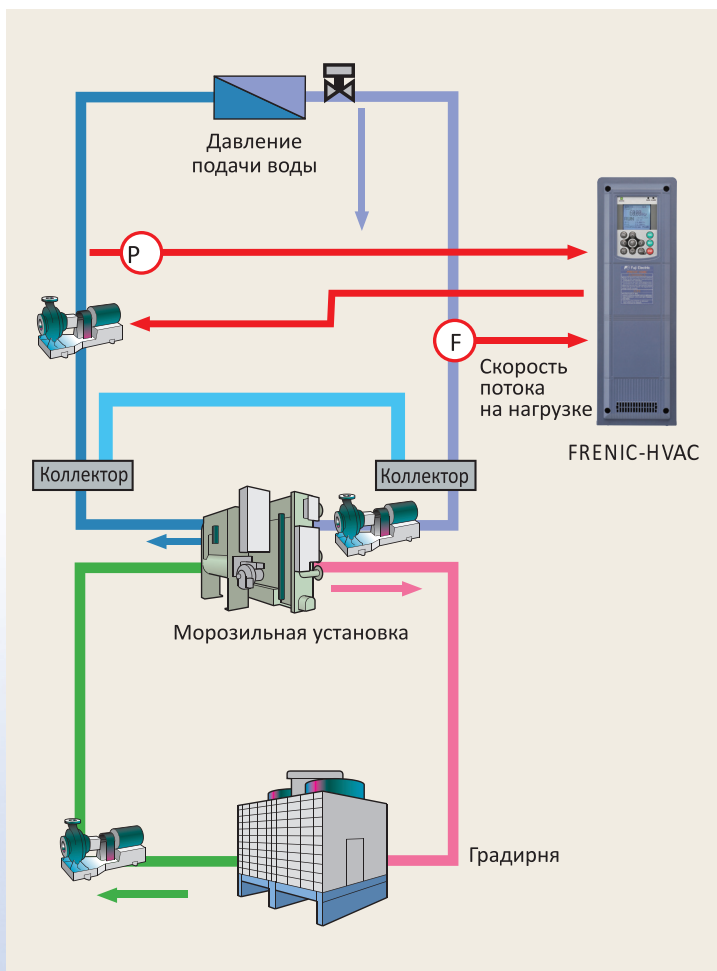 Давление
подачи воды
P
F
Скорость
потока
на нагрузке
FRENIC-HVAC
Коллектор
Коллектор
Морозильная установка
Градирня